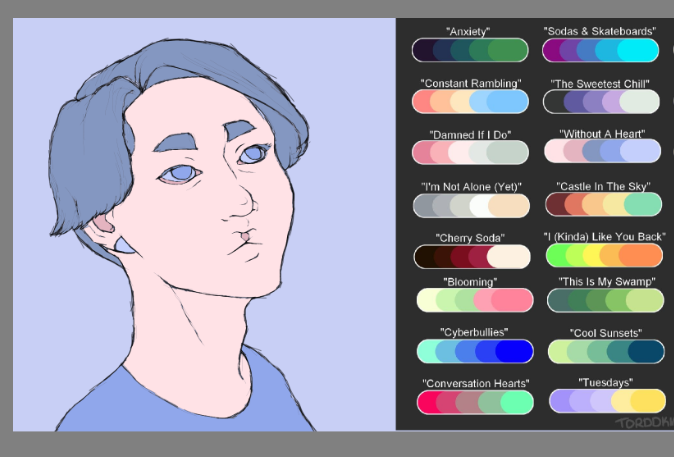 "Anxiety"
"Sodas & Skateboards"
"Constant Rambling"
"The Sweetest Chill"
"Damned If I Do"
"Without A Heart"
"I'm Not Alone (Yet)"
"Castle In The Sky"
"Cherry Soda"
"I (Kinda) Like You Back"
"Blooming"
"This Is My Swamp"
"Cyberbullies"
"Cool Sunsets"
"Conversation Hearts"
"Tuesdays"